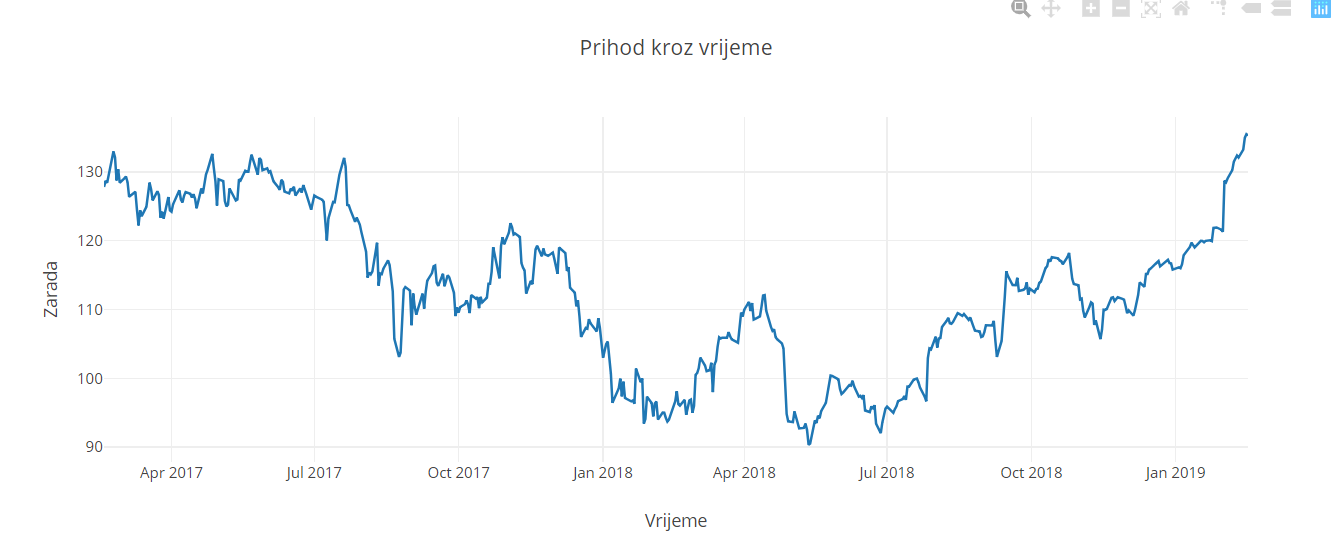 Prihod kroz vrijeme
Zarada
130
120
110
100
90
Apr 2017
Jul 2017
Oct 2017
Jan 2018
Apr 2018
Jul 2018
Oct 2018
Jan 2019
Vrijeme